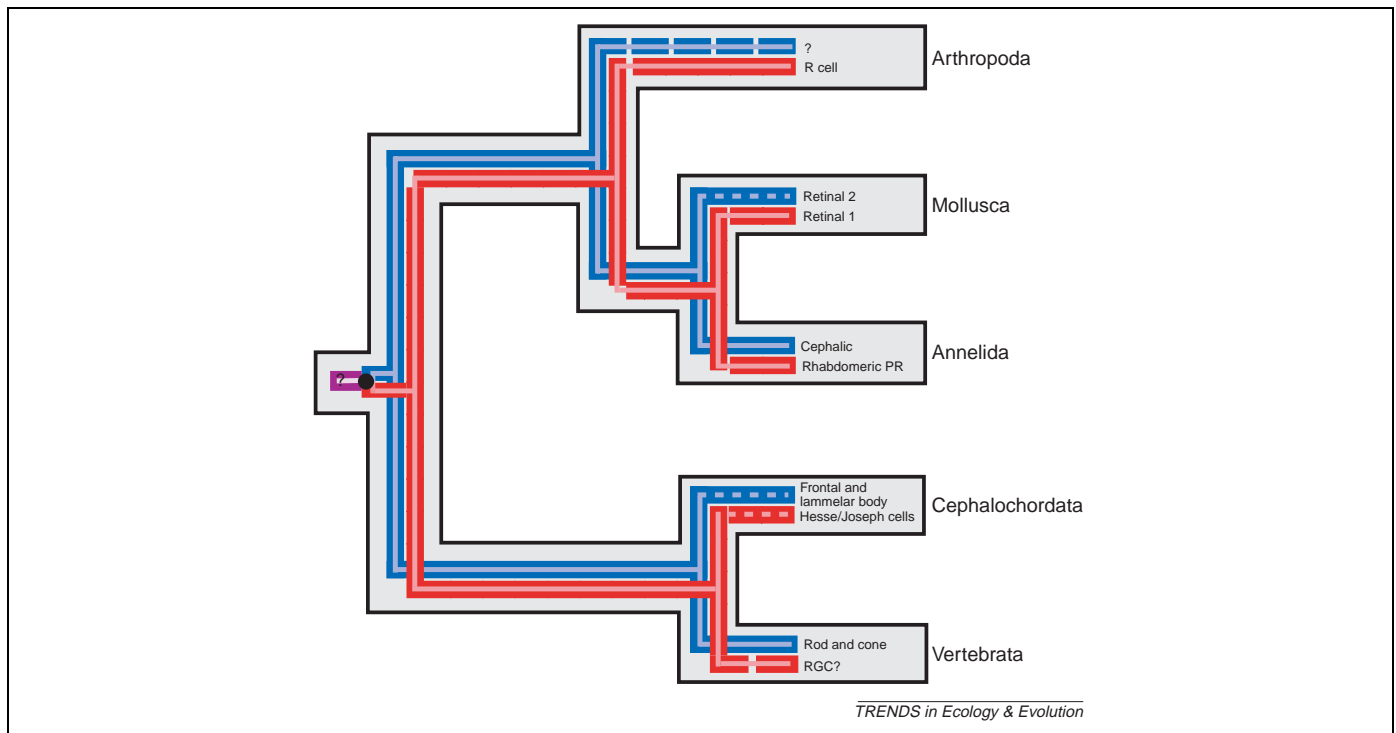 ?
R cell
Arthropoda
Retinal 2
Retinal 1
Mollusca
Cephalic
Rhabdomeric PR
Annelida
?
Frontal and
lammelar body
Hesse/Joseph cells
Cephalochordata
Rod and cone
RGC?
Vertebrata
TRENDS in Ecology & Evolution